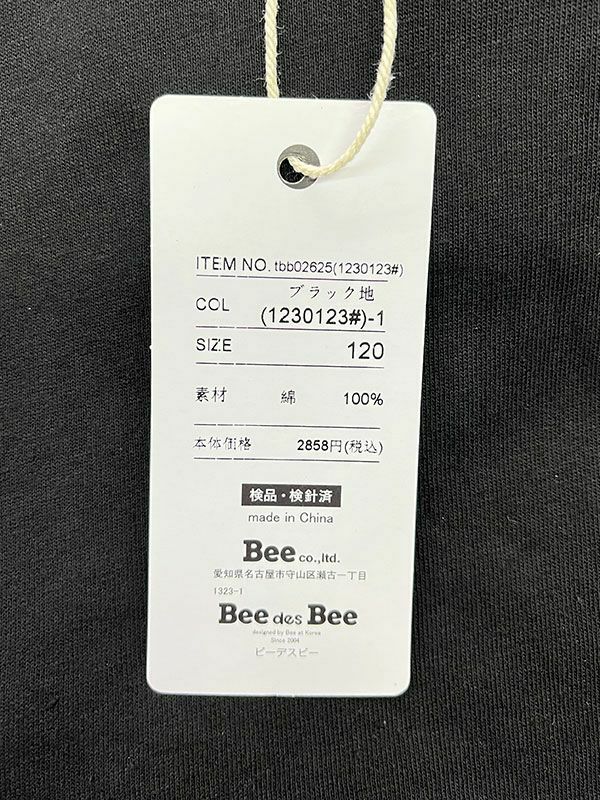 ITEM NO. tbb02625(1230123#)
ブラック地
COL (1230123#)-1
SIZE 120
素材 綿 100%
本体価格 2858円(税込)
検品・検針済
made in China
Bee co.,ltd.
愛知県名古屋市守山区瀬古一丁目
1323-1
Bee des Bee
designed by Bee at Korea
Since 2004
ビーデスビー